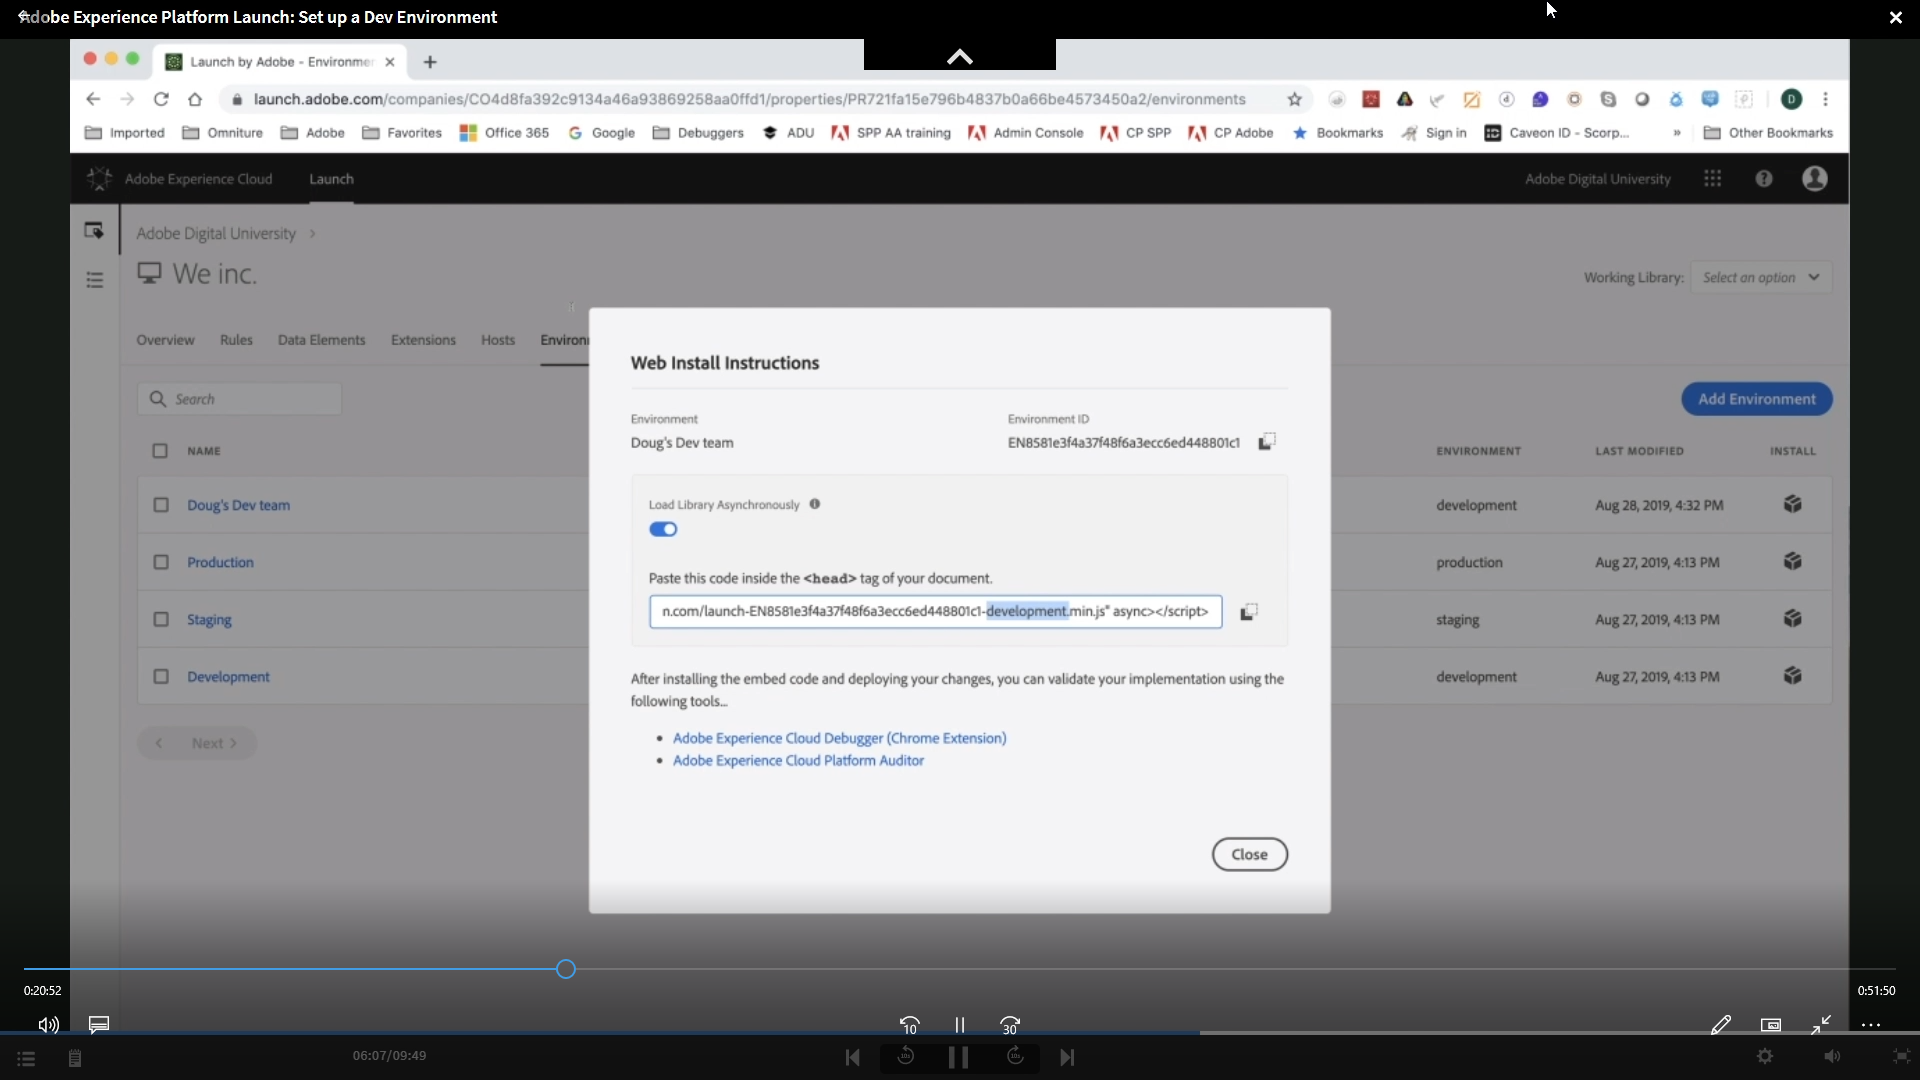 Adobe Experience Platform Launch: Set up a Dev Environment
Launch by Adobe - Environmen
launch.adobe.com/companies/CO4d8fa392c9134a46a93869258aa0ffd1/properties/PR721fa15e796b4837b0a66be4573450a2/environments
D
Imported Omniture Adobe Favorites Office 365 Google Debuggers ADU SPP AA training Admin Console CP SPP CP Adobe Bookmarks Sign in Caveon ID - Scorp... » Other Bookmarks
Adobe Experience Cloud Launch Adobe Digital University
Adobe Digital University >
We inc.
Working Library: Select an option
Overview Rules Data Elements Extensions Hosts Environ
Search
Add Environment
NAME ENVIRONMENT LAST MODIFIED INSTALL
Doug's Dev team development Aug 28, 2019, 4:32 PM
Production production Aug 27, 2019, 4:13 PM
Staging staging Aug 27, 2019, 4:13 PM
Development development Aug 27, 2019, 4:13 PM
< Next >
Web Install Instructions
Environment Environment ID
Doug's Dev team EN8581e3f4a37f48f6a3ecc6ed448801c1
Load Library Asynchronously
Paste this code inside the <head> tag of your document.
n.com/launch-EN8581e3f4a37f48f6a3ecc6ed448801c1-development.min.js" async></script>
After installing the embed code and deploying your changes, you can validate your implementation using the
following tools...
• Adobe Experience Cloud Debugger (Chrome Extension)
• Adobe Experience Cloud Platform Auditor
Close
0:20:52 0:51:50
10 30
06:07/09:49
10s 10s